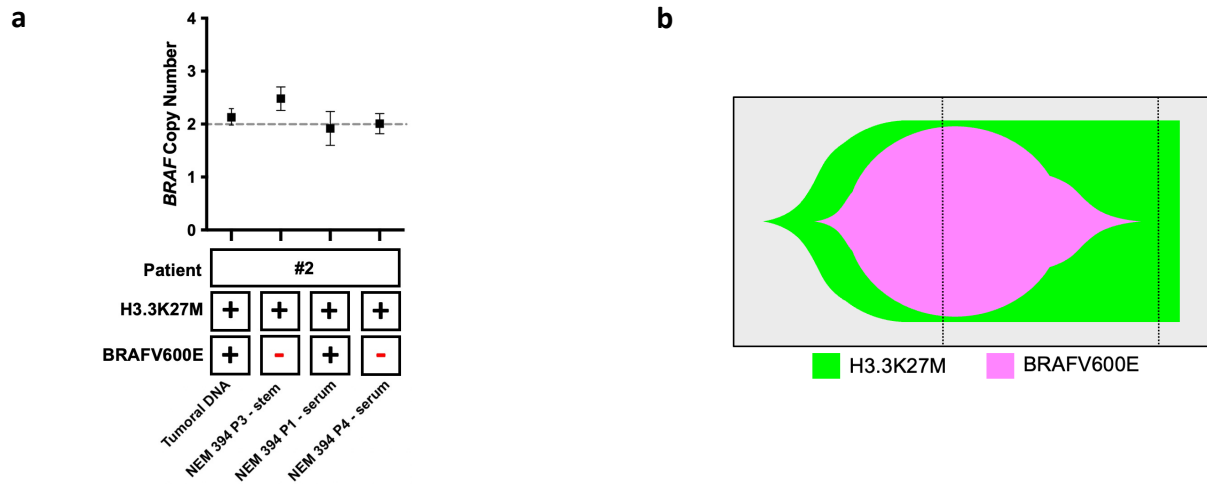 a
b
4
3
2
1
0
BRAF Copy Number
Patient
#2
H3.3K27M
+
+
+
+
BRAFV600E
+
-
+
-
Tumoral DNA
NEM 394 P3 - stem
NEM 394 P1 - serum
NEM 394 P4 - serum
H3.3K27M
BRAFV600E